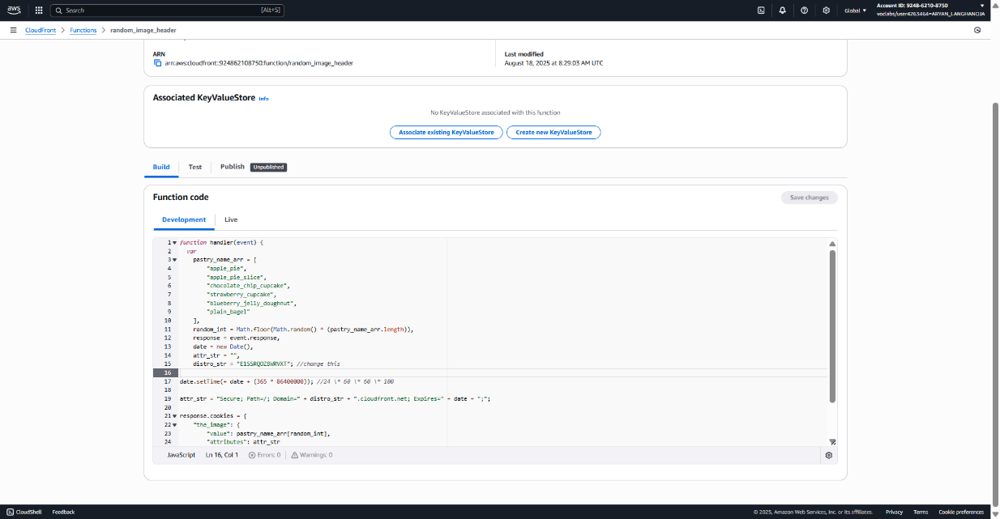 aws
Search
[Alt+S]
Global
Account ID: 9248-6210-8750
voclabs/user4263464=ARYAN_LANGHANOJA
CloudFront > Functions > random_image_header
ARN
arn:aws:cloudfront::924862108750:function/random_image_header
Last modified
August 18, 2025 at 8:29:03 AM UTC
Associated KeyValueStore Info
No KeyValueStore associated with this function
Associate existing KeyValueStore
Create new KeyValueStore
Build
Test
Publish
Unpublished
Function code
Save changes
Development
Live
1 function handler(event) {
2 var
3 pastry_name_arr = [
4 "apple_pie",
5 "apple_pie_slice",
6 "chocolate_chip_cupcake",
7 "strawberry_cupcake",
8 "blueberry_jelly_doughnut",
9 "plain_bagel"
10 ],
11 random_int = Math.floor(Math.random() * (pastry_name_arr.length)),
12 response = event.response,
13 date = new Date(),
14 attr_str = "",
15 distro_str = "E15SRQOZBWRVXT"; //change this
16
17 date.setTime(+ date + (365 * 86400000)); //24 \* 60 \* 60 \* 100
18
19 attr_str = "Secure; Path=/; Domain=" + distro_str + ".cloudfront.net; Expires=" + date + ";";
20
21 response.cookies = {
22 "the_image": {
23 "value": pastry_name_arr[random_int],
24 "attributes": attr_str
JavaScript
Ln 16, Col 1
Errors: 0
Warnings: 0
CloudShell
Feedback
© 2025, Amazon Web Services, Inc. or its affiliates.
Privacy
Terms
Cookie preferences